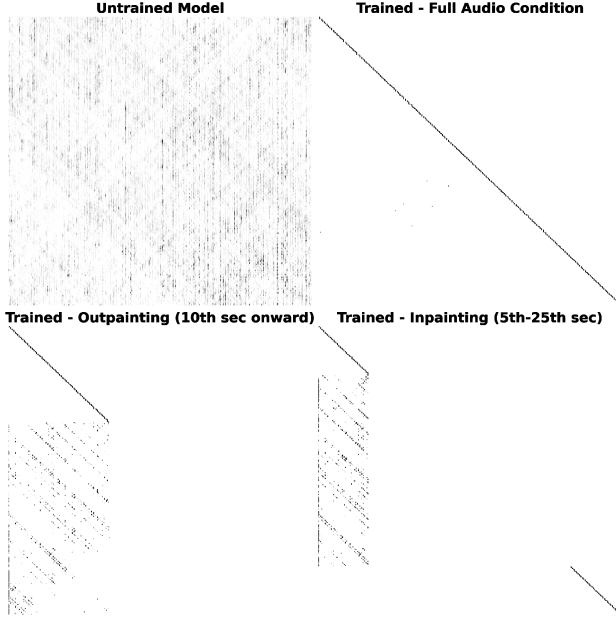 Untrained Model
Trained - Full Audio Condition
Trained - Outpainting (10th sec onward)
Trained - Inpainting (5th-25th sec)